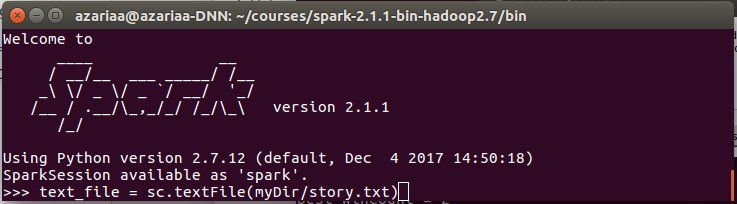 azariaa@azariaa-DNN: ~/courses/spark-2.1.1-bin-hadoop2.7/bin
Welcome to
      ____              __
     / __/__  ___ _____/ /__
    _\ \/ _ \/ _ `/ __/  '_/
   /__ / .__/\_,_/_/ /_/\_\   version 2.1.1
      /_/
Using Python version 2.7.12 (default, Dec  4 2017 14:50:18)
SparkSession available as 'spark'.
>>> text_file = sc.textFile(myDir/story.txt)